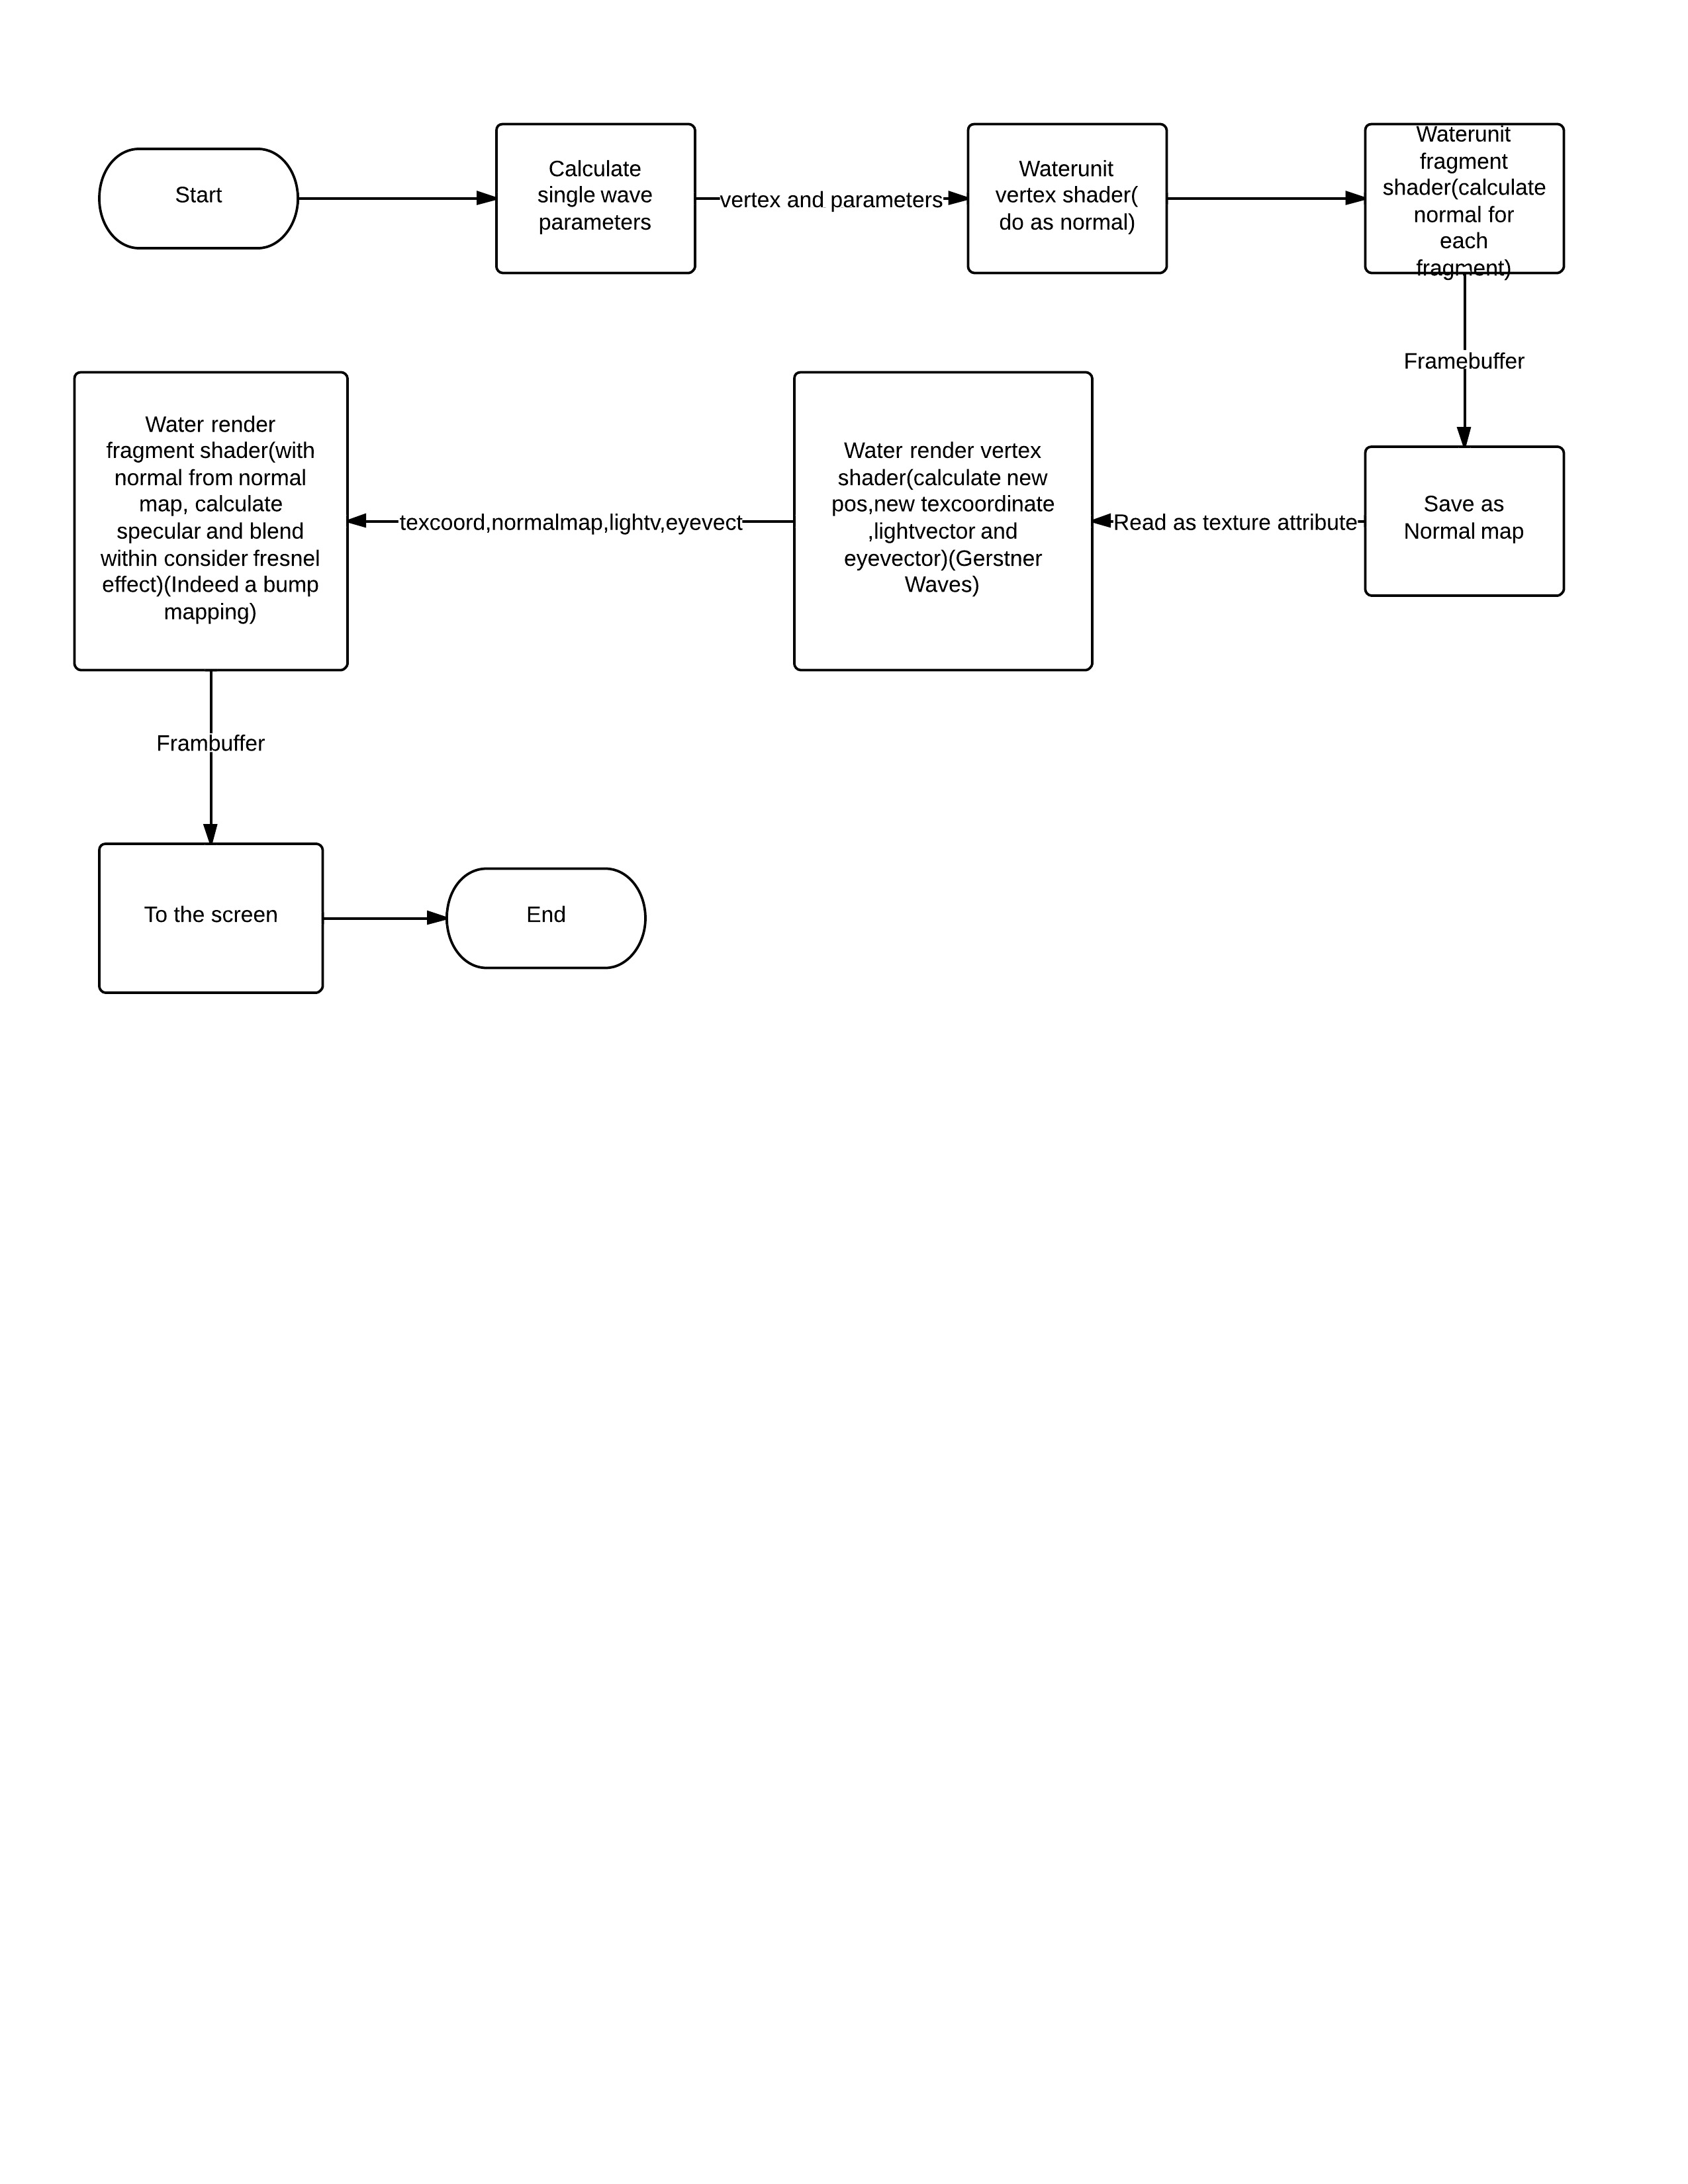 Start
Calculate
single wave
parameters
vertex and parameters
Waterunit
vertex shader(
do as normal)
Waterunit
fragment
shader(calculate
normal for
each
fragment)
Framebuffer
Save as
Normal map
Read as texture attribute
Water render vertex
shader(calculate new
pos,new texcoordinate
,lightvector and
eyevector)(Gerstner
Waves)
texcoord,normalmap,lightv,eyevect
Water render
fragment shader(with
normal from normal
map, calculate
specular and blend
within consider fresnel
effect)(Indeed a bump
mapping)
Frambuffer
To the screen
End